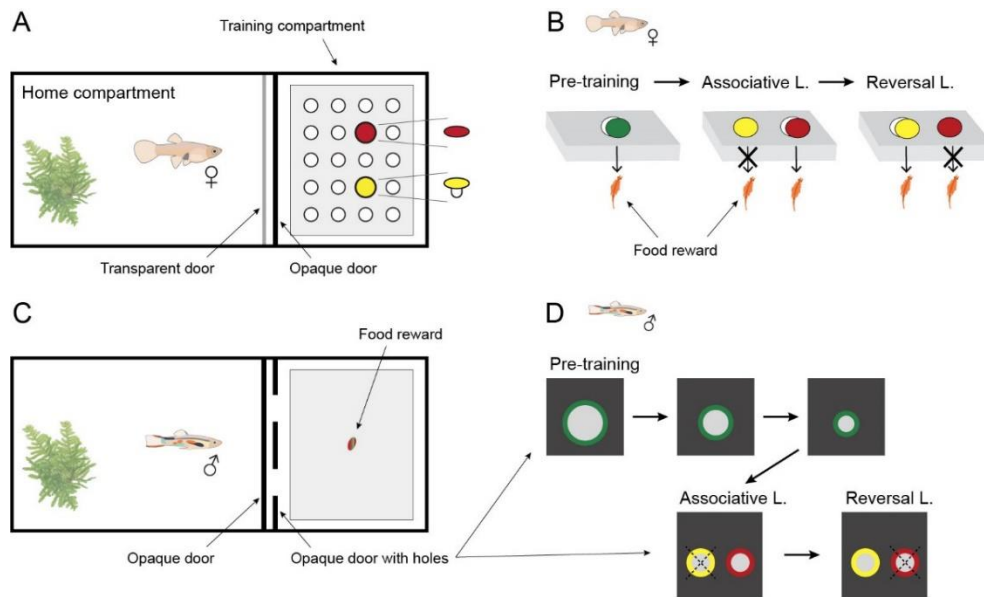 A
Training compartment
Home compartment
♀
Transparent door
Opaque door
B
♀
Pre-training
Associative L.
Reversal L.
Food reward
C
Food reward
♂
Opaque door
Opaque door with holes
D
♂
Pre-training
Associative L.
Reversal L.